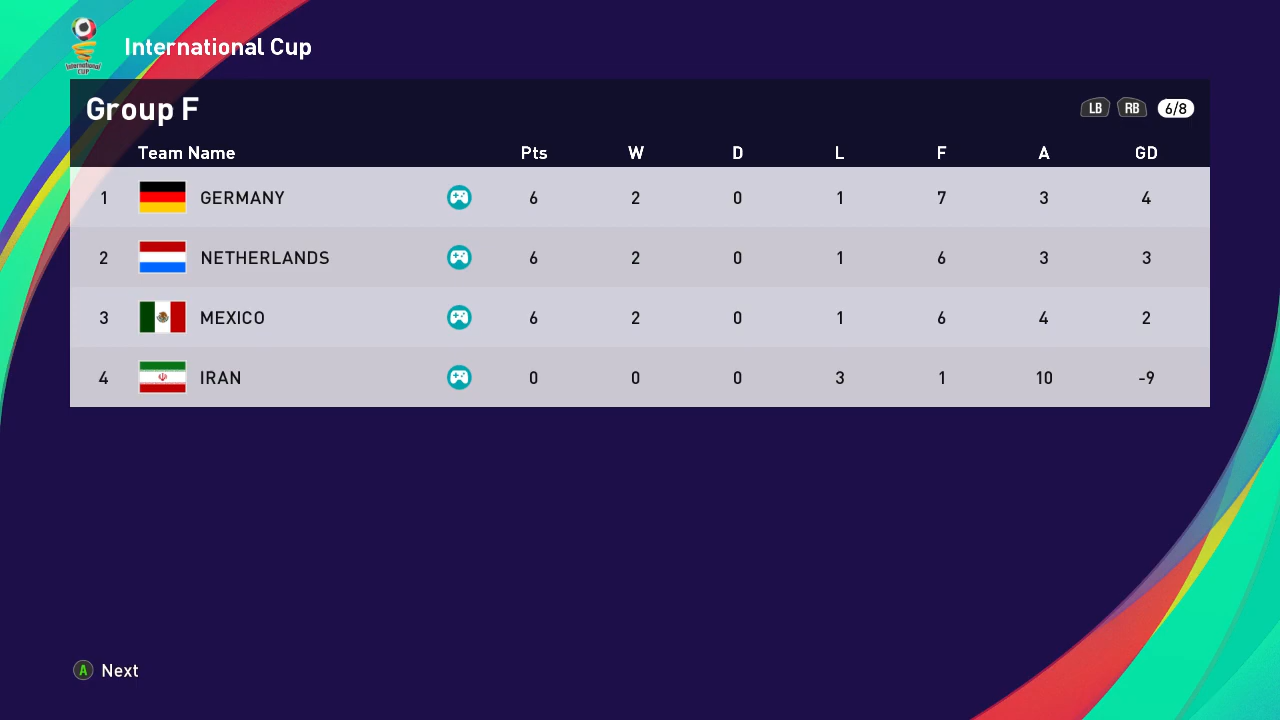 International CUP
International Cup
Group F
LB RB 6/8
Team Name Pts W D L F A GD
1 GERMANY 6 2 0 1 7 3 4
2 NETHERLANDS 6 2 0 1 6 3 3
3 MEXICO 6 2 0 1 6 4 2
4 IRAN 0 0 0 3 1 10 -9
A Next